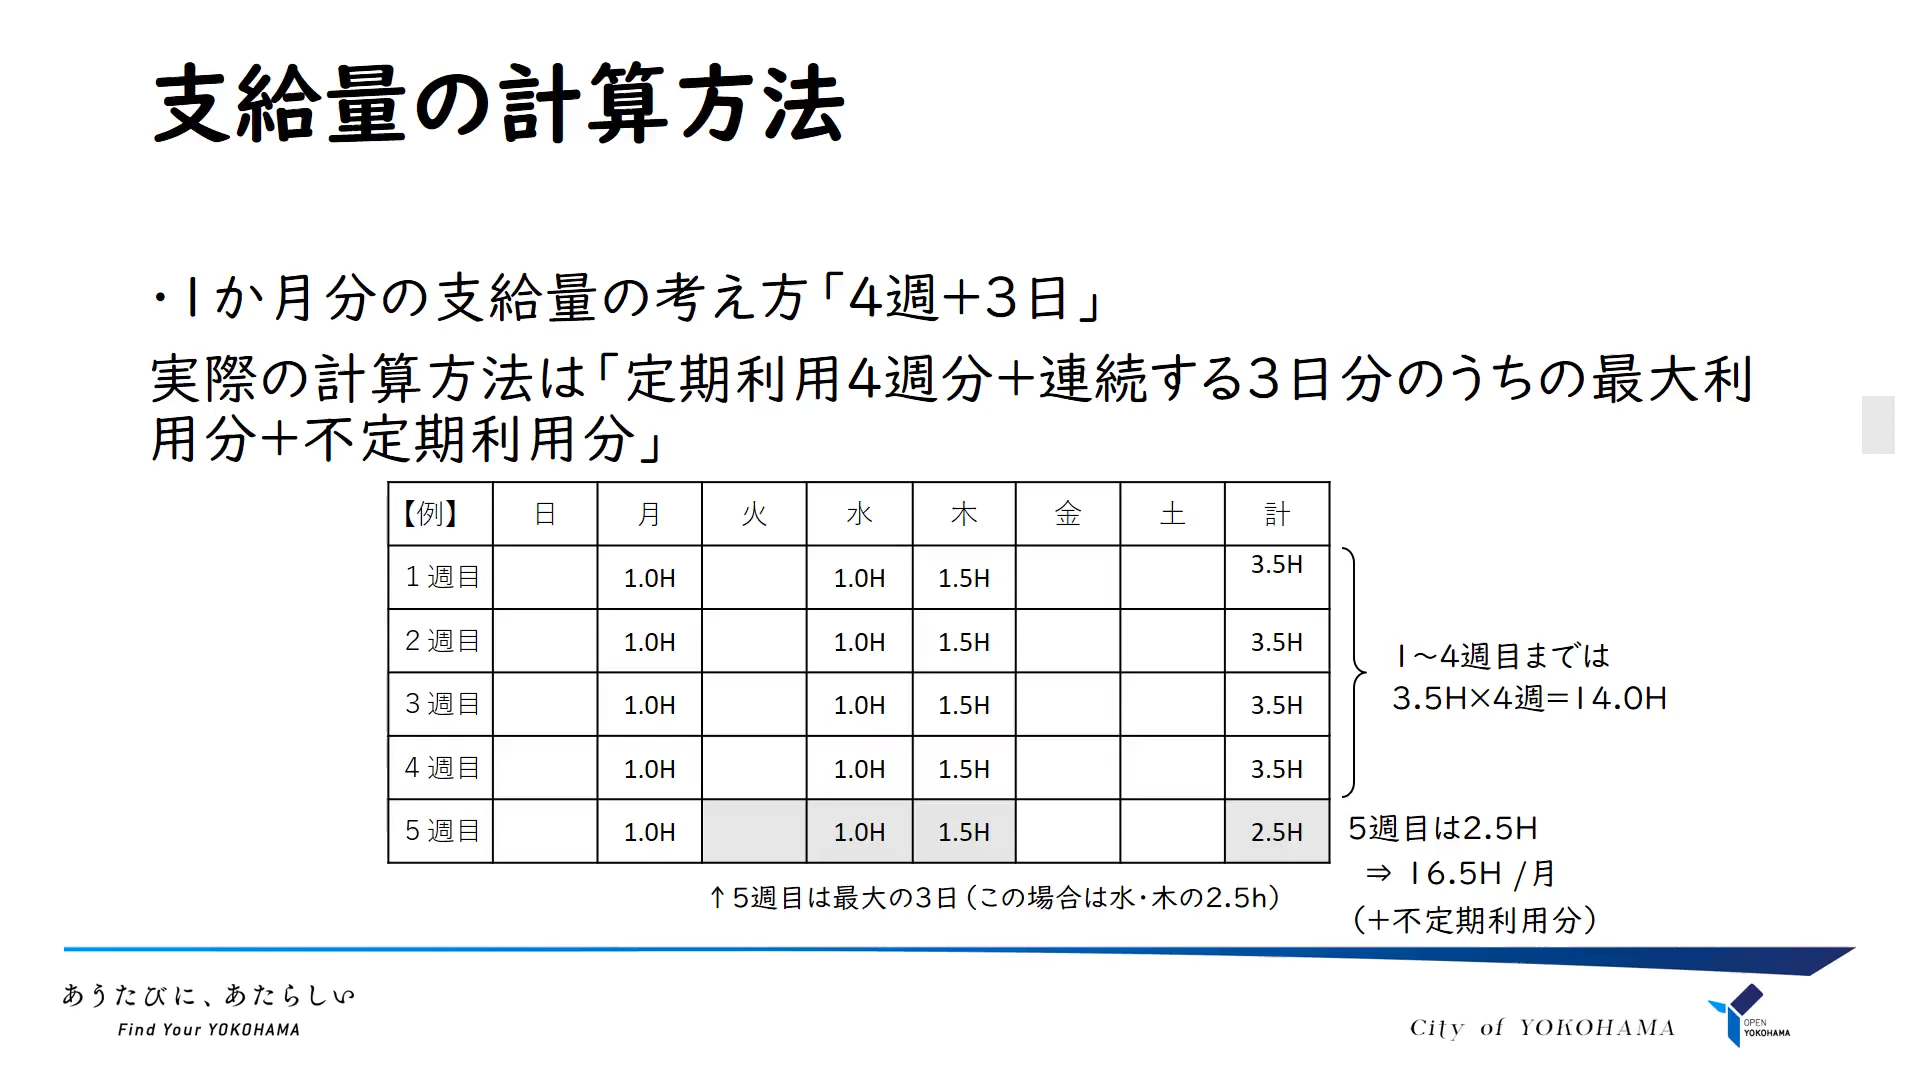 支給量の計算方法
・1か月分の支給量の考え方「4週+3日」
実際の計算方法は「定期利用4週分+連続する3日分のうちの最大利
用分+不定期利用分」
【例】 日 月 火 水 木 金 土 計
1週目 1.0H 1.0H 1.5H 3.5H
2週目 1.0H 1.0H 1.5H 3.5H
3週目 1.0H 1.0H 1.5H 3.5H
4週目 1.0H 1.0H 1.5H 3.5H
5週目 1.0H 1.0H 1.5H 2.5H
1～4週目までは
3.5H×4週=14.0H
5週目は2.5H
⇒ 16.5H /月
(+不定期利用分)
↑5週目は最大の3日(この場合は水・木の2.5h)
あうたびに、あたらしい
Find Your YOKOHAMA
City of YOKOHAMA
OPEN
YOKOHAMA